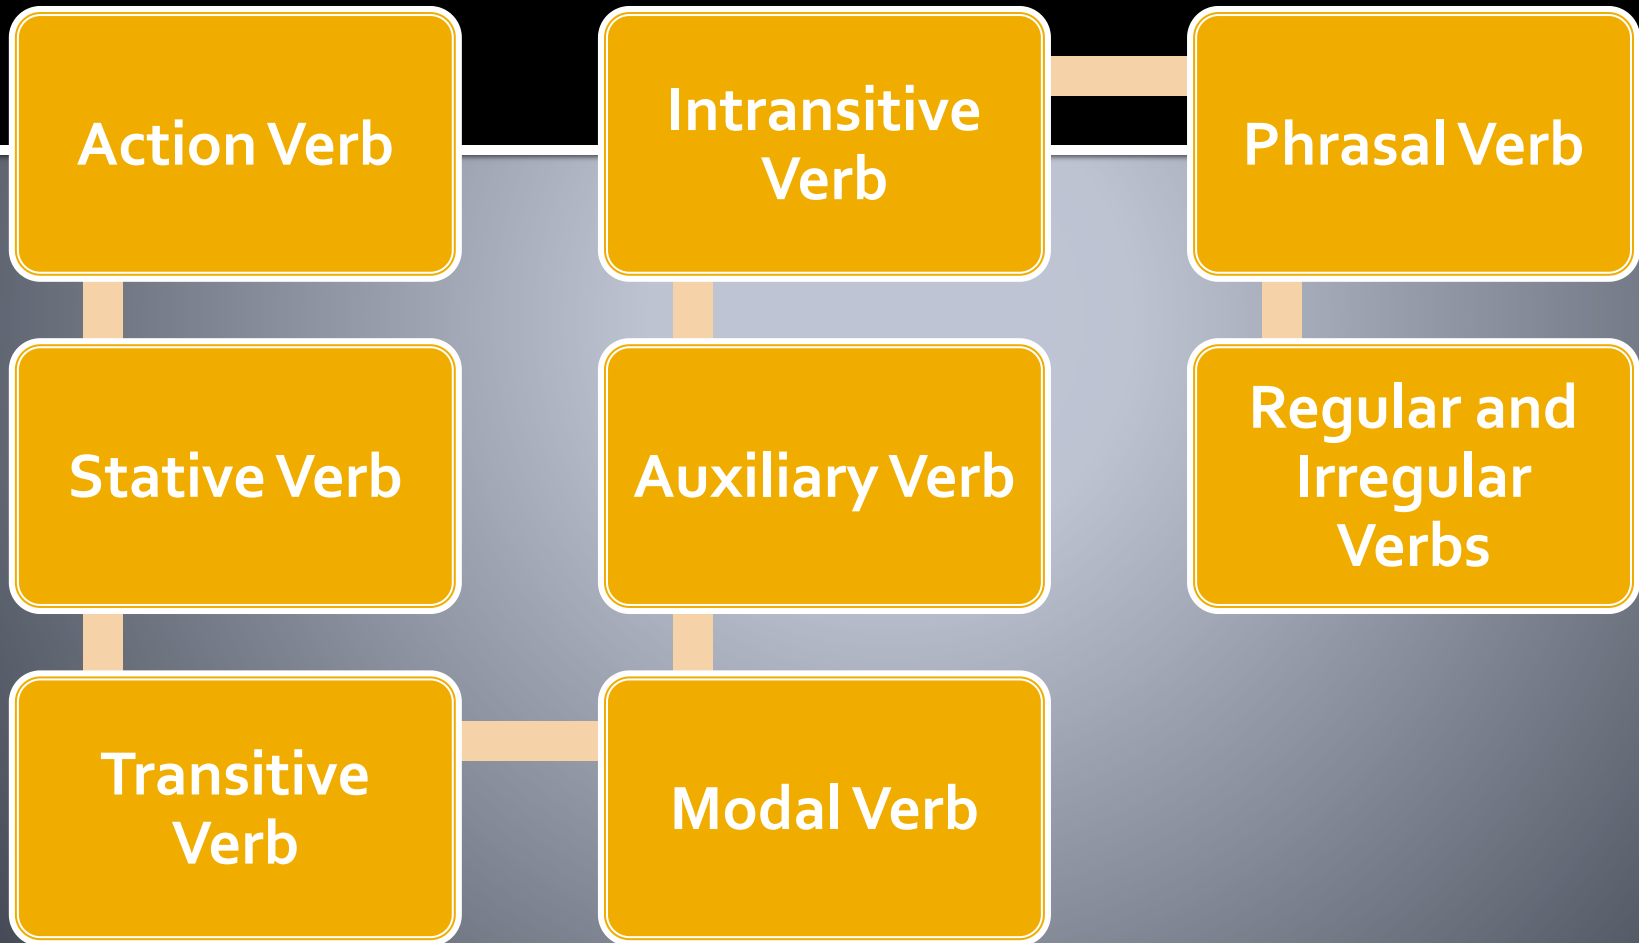 Action Verb
Stative Verb
Transitive
Verb
Modal Verb
Auxiliary Verb
Intransitive
Verb
Phrasal Verb
Regular and
Irregular
Verbs